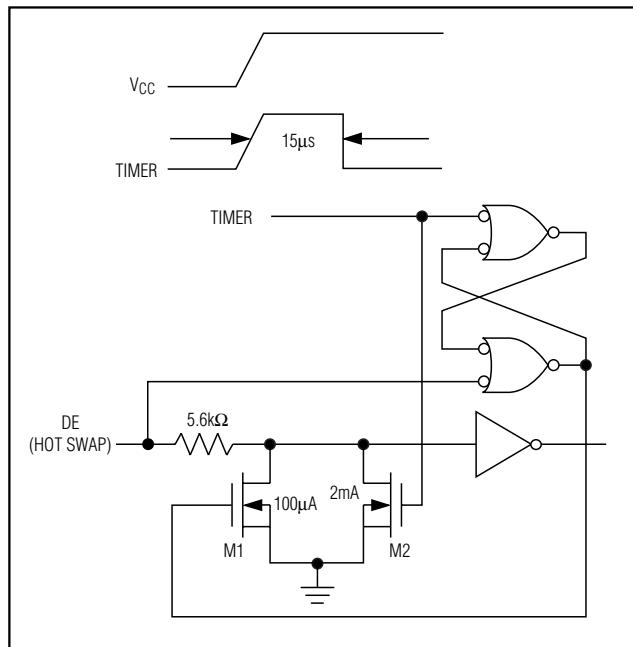 VCC
15µs
TIMER
TIMER
DE
(HOT SWAP)
5.6kΩ
100µA
2mA
M1
M2